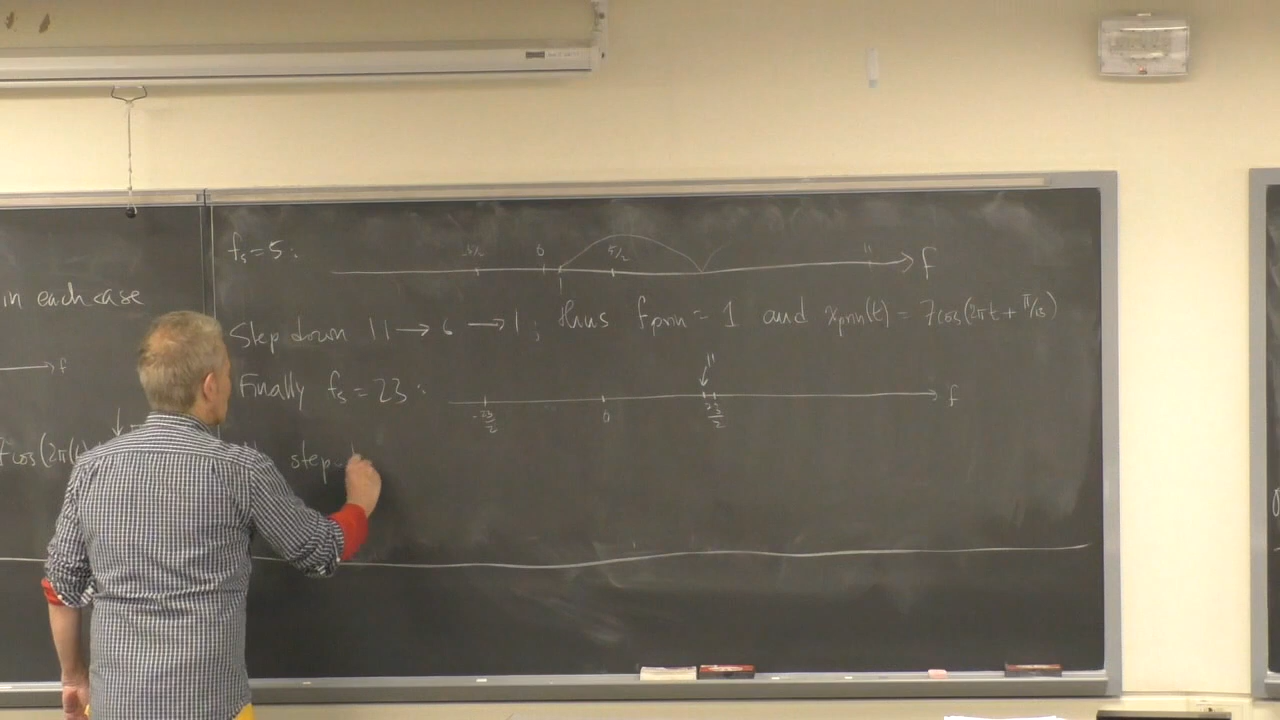 in each case
f
7cos(2π(
fs = 5 :
-5/2 0 5/2 11 f
1
Step down 11 → 6 → 1 ; thus fprin = 1 and xprin(t) = 7cos(2πt + π/13)
Finally fs = 23 :
11
-23/2 0 23/2 f
step